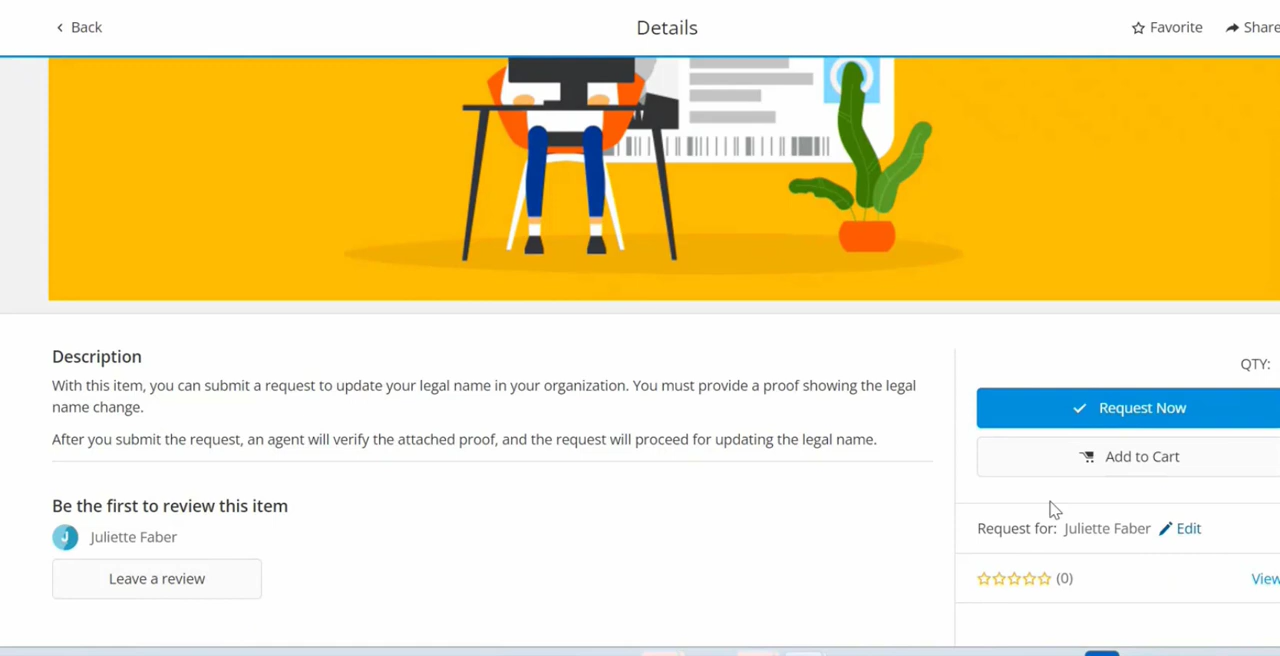 Back
Details
Favorite
Share
Description
With this item, you can submit a request to update your legal name in your organization. You must provide a proof showing the legal
name change.
After you submit the request, an agent will verify the attached proof, and the request will proceed for updating the legal name.
QTY:
Request Now
Add to Cart
Be the first to review this item
J
Juliette Faber
Leave a review
Request for: Juliette Faber Edit
(0)
View